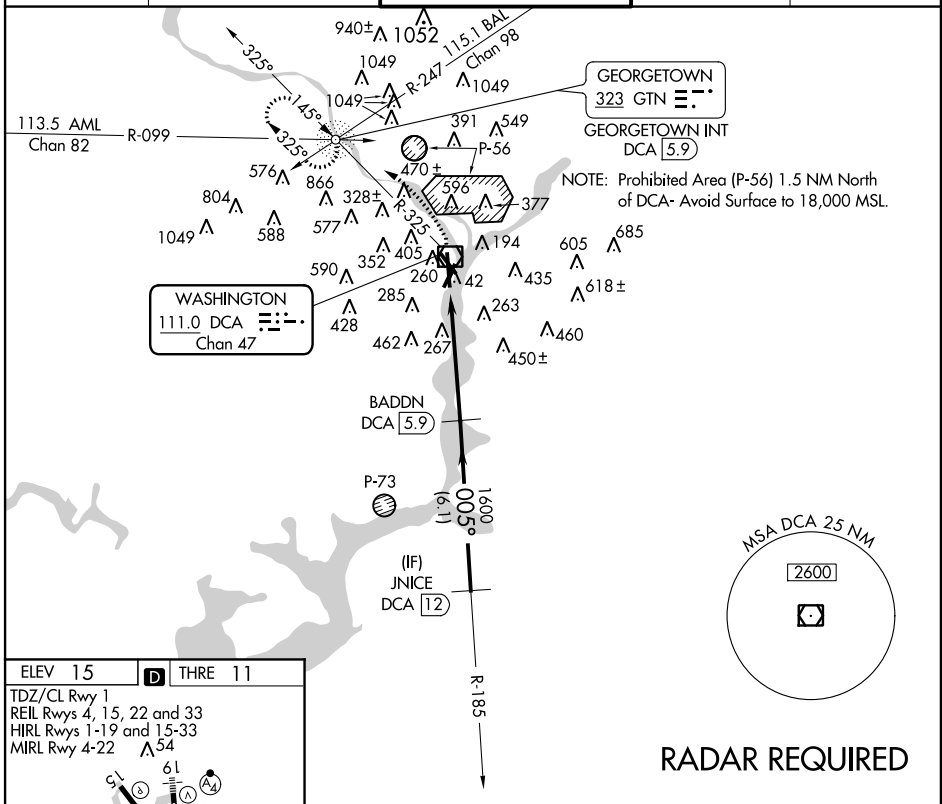 940±
1052
115.1 BAL
Chan 98
R-247
325°
1049
1049
1049
145°
325°
113.5 AML
Chan 82
R-099
GEORGETOWN
323 GTN
GEORGETOWN INT
DCA 5.9
391
549
P-56
NOTE: Prohibited Area (P-56) 1.5 NM North
of DCA- Avoid Surface to 18,000 MSL.
470±
576
866
328±
596
377
804
577
588
1049
R-325
405
352
194
605
685
590
260
42
435
618±
WASHINGTON
111.0 DCA
Chan 47
285
263
428
462
267
460
450±
BADDN
DCA 5.9
P-73
1600
005°
(6.1)
(IF)
JNICE
DCA 12
R-185
MSA DCA 25 NM
2600
ELEV 15
D
THRE 11
TDZ/CL Rwy 1
REIL Rwys 4, 15, 22 and 33
HIRL Rwys 1-19 and 15-33
MIRL Rwy 4-22
54
15
P
19
V
A4
RADAR REQUIRED